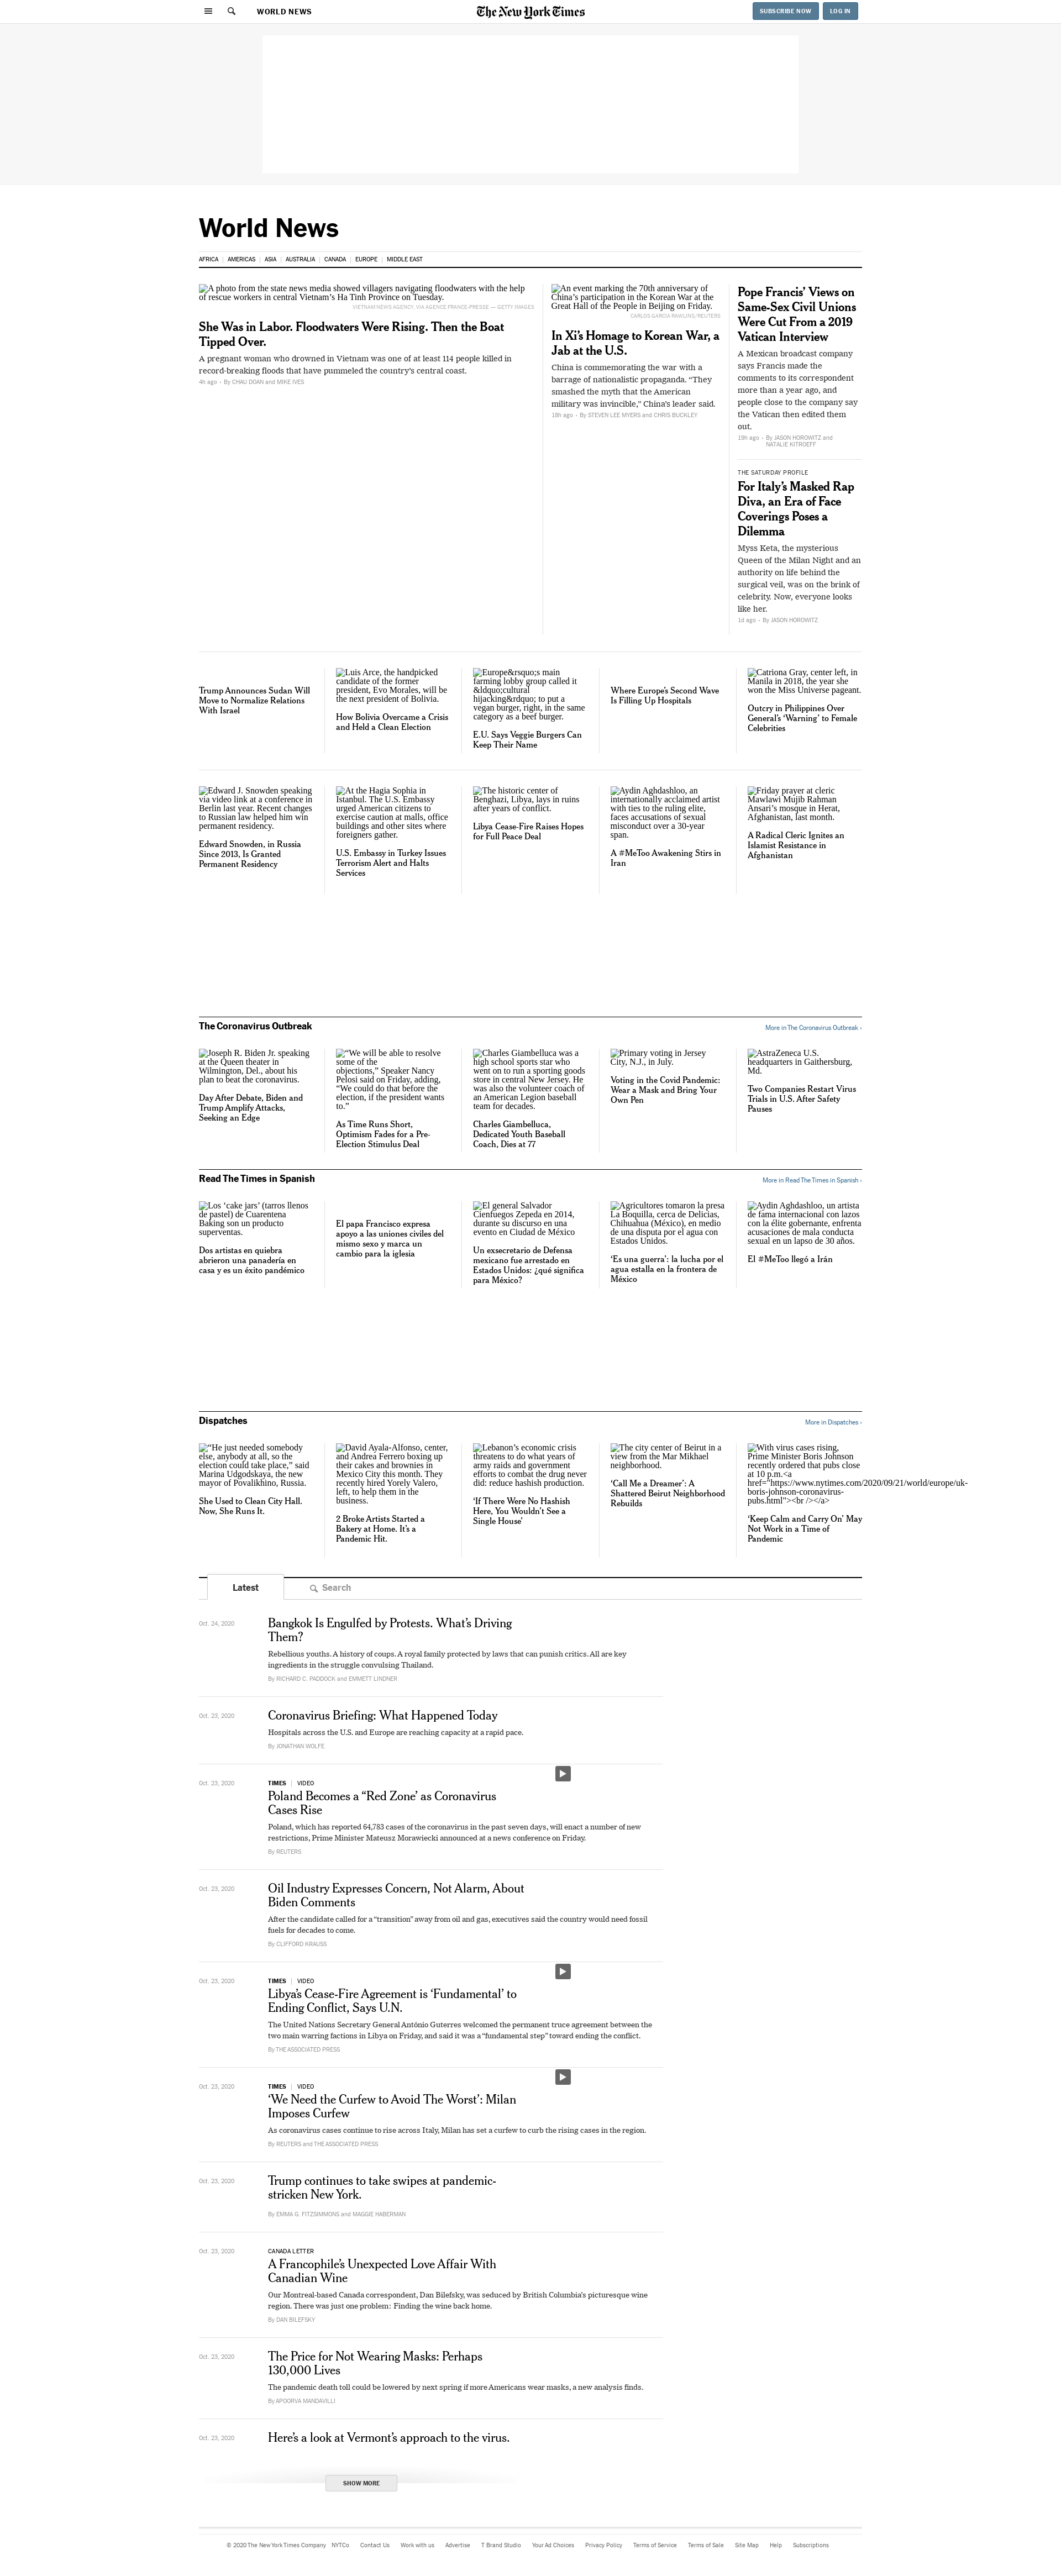 WORLD NEWS
The New York Times
SUBSCRIBE NOW
LOG IN
World News
AFRICA
AMERICAS
ASIA
AUSTRALIA
CANADA
EUROPE
MIDDLE EAST
A photo from the state news media showed villagers navigating floodwaters with the help
of rescue workers in central Vietnam's Ha Tinh Province on Tuesday.
VIETNAM NEWS AGENCY, VIA AGENCE FRANCE-PRESSE — GETTY IMAGES
She Was in Labor. Floodwaters Were Rising. Then the Boat
Tipped Over.
A pregnant woman who drowned in Vietnam was one of at least 114 people killed in
record-breaking floods that have pummeled the country's central coast.
4h ago · By CHAU DOAN and MIKE IVES
An event marking the 70th anniversary of
China's participation in the Korean War at the
Great Hall of the People in Beijing on Friday.
CARLOS GARCIA RAWLINS/REUTERS
In Xi's Homage to Korean War, a
Jab at the U.S.
China is commemorating the war with a
barrage of nationalistic propaganda. “They
smashed the myth that the American
military was invincible,” China's leader said.
18h ago · By STEVEN LEE MYERS and CHRIS BUCKLEY
Pope Francis' Views on
Same-Sex Civil Unions
Were Cut From a 2019
Vatican Interview
A Mexican broadcast company
says Francis made the
comments to its correspondent
more than a year ago, and
people close to the company say
the Vatican then edited them
out.
19h ago · By JASON HOROWITZ and
NATALIE KITROEFF
THE SATURDAY PROFILE
For Italy's Masked Rap
Diva, an Era of Face
Coverings Poses a
Dilemma
Myss Keta, the mysterious
Queen of the Milan Night and an
authority on life behind the
surgical veil, was on the brink of
celebrity. Now, everyone looks
like her.
1d ago · By JASON HOROWITZ
Trump Announces Sudan Will
Move to Normalize Relations
With Israel
Luis Arce, the handpicked
candidate of the former
president, Evo Morales, will be
the next president of Bolivia.
How Bolivia Overcame a Crisis
and Held a Clean Election
Europe&rsquo;s main
farming lobby group called it
&ldquo;cultural
hijacking&rdquo; to put a
vegan burger, right, in the same
category as a beef burger.
E.U. Says Veggie Burgers Can
Keep Their Name
Where Europe's Second Wave
Is Filling Up Hospitals
Catriona Gray, center left, in
Manila in 2018, the year she
won the Miss Universe pageant.
Outcry in Philippines Over
General's ‘Warning’ to Female
Celebrities
Edward J. Snowden speaking
via video link at a conference in
Berlin last year. Recent changes
to Russian law helped him win
permanent residency.
Edward Snowden, in Russia
Since 2013, Is Granted
Permanent Residency
At the Hagia Sophia in
Istanbul. The U.S. Embassy
urged American citizens to
exercise caution at malls, office
buildings and other sites where
foreigners gather.
U.S. Embassy in Turkey Issues
Terrorism Alert and Halts
Services
The historic center of
Benghazi, Libya, lays in ruins
after years of conflict.
Libya Cease-Fire Raises Hopes
for Full Peace Deal
Aydin Aghdashloo, an
internationally acclaimed artist
with ties to the ruling elite,
faces accusations of sexual
misconduct over a 30-year
span.
A #MeToo Awakening Stirs in
Iran
Friday prayer at cleric
Mawlawi Mujib Rahman
Ansari's mosque in Herat,
Afghanistan, last month.
A Radical Cleric Ignites an
Islamist Resistance in
Afghanistan
The Coronavirus Outbreak
More in The Coronavirus Outbreak ›
Joseph R. Biden Jr. speaking
at the Queen theater in
Wilmington, Del., about his
plan to beat the coronavirus.
Day After Debate, Biden and
Trump Amplify Attacks,
Seeking an Edge
“We will be able to resolve
some of the
objections,” Speaker Nancy
Pelosi said on Friday, adding,
“We could do that before the
election, if the president wants
to.”
As Time Runs Short,
Optimism Fades for a Pre-
Election Stimulus Deal
Charles Giambelluca was a
high school sports star who
went on to run a sporting goods
store in central New Jersey. He
was also the volunteer coach of
an American Legion baseball
team for decades.
Charles Giambelluca,
Dedicated Youth Baseball
Coach, Dies at 77
Primary voting in Jersey
City, N.J., in July.
Voting in the Covid Pandemic:
Wear a Mask and Bring Your
Own Pen
AstraZeneca U.S.
headquarters in Gaithersburg,
Md.
Two Companies Restart Virus
Trials in U.S. After Safety
Pauses
Read The Times in Spanish
More in Read The Times in Spanish ›
Los ‘cake jars’ (tarros llenos
de pastel) de Cuarentena
Baking son un producto
superventas.
Dos artistas en quiebra
abrieron una panadería en
casa y es un éxito pandémico
El papa Francisco expresa
apoyo a las uniones civiles del
mismo sexo y marca un
cambio para la iglesia
El general Salvador
Cienfuegos Zepeda en 2014,
durante su discurso en una
evento en Ciudad de México
Un exsecretario de Defensa
mexicano fue arrestado en
Estados Unidos: ¿qué significa
para México?
Agricultores tomaron la presa
La Boquilla, cerca de Delicias,
Chihuahua (México), en medio
de una disputa por el agua con
Estados Unidos.
‘Es una guerra’: la lucha por el
agua estalla en la frontera de
México
Aydin Aghdashloo, un artista
de fama internacional con lazos
con la élite gobernante, enfrenta
acusaciones de mala conducta
sexual en un lapso de 30 años.
El #MeToo llegó a Irán
Dispatches
More in Dispatches ›
“He just needed somebody
else, anybody at all, so the
election could take place,” said
Marina Udgodskaya, the new
mayor of Povalikhino, Russia.
She Used to Clean City Hall.
Now, She Runs It.
David Ayala-Alfonso, center,
and Andrea Ferrero boxing up
their cakes and brownies in
Mexico City this month. They
recently hired Yorely Valero,
left, to help them in the
business.
2 Broke Artists Started a
Bakery at Home. It's a
Pandemic Hit.
Lebanon's economic crisis
threatens to do what years of
army raids and government
efforts to combat the drug never
did: reduce hashish production.
‘If There Were No Hashish
Here, You Wouldn't See a
Single House’
The city center of Beirut in a
view from the Mar Mikhael
neighborhood.
‘Call Me a Dreamer’: A
Shattered Beirut Neighborhood
Rebuilds
With virus cases rising,
Prime Minister Boris Johnson
recently ordered that pubs close
at 10 p.m.<a
href="https://www.nytimes.com/2020/09/21/world/europe/uk-
boris-johnson-coronavirus-
pubs.html"><br /></a>
‘Keep Calm and Carry On’ May
Not Work in a Time of
Pandemic
Latest
Search
Oct. 24, 2020
Bangkok Is Engulfed by Protests. What's Driving
Them?
Rebellious youths. A history of coups. A royal family protected by laws that can punish critics. All are key
ingredients in the struggle convulsing Thailand.
By RICHARD C. PADDOCK and EMMETT LINDNER
Oct. 23, 2020
Coronavirus Briefing: What Happened Today
Hospitals across the U.S. and Europe are reaching capacity at a rapid pace.
By JONATHAN WOLFE
Oct. 23, 2020
TIMES | VIDEO
Poland Becomes a “Red Zone’ as Coronavirus
Cases Rise
Poland, which has reported 64,783 cases of the coronavirus in the past seven days, will enact a number of new
restrictions, Prime Minister Mateusz Morawiecki announced at a news conference on Friday.
By REUTERS
Oct. 23, 2020
Oil Industry Expresses Concern, Not Alarm, About
Biden Comments
After the candidate called for a “transition” away from oil and gas, executives said the country would need fossil
fuels for decades to come.
By CLIFFORD KRAUSS
Oct. 23, 2020
TIMES | VIDEO
Libya's Cease-Fire Agreement is ‘Fundamental’ to
Ending Conflict, Says U.N.
The United Nations Secretary General António Guterres welcomed the permanent truce agreement between the
two main warring factions in Libya on Friday, and said it was a “fundamental step” toward ending the conflict.
By THE ASSOCIATED PRESS
Oct. 23, 2020
TIMES | VIDEO
‘We Need the Curfew to Avoid The Worst’: Milan
Imposes Curfew
As coronavirus cases continue to rise across Italy, Milan has set a curfew to curb the rising cases in the region.
By REUTERS and THE ASSOCIATED PRESS
Oct. 23, 2020
Trump continues to take swipes at pandemic-
stricken New York.
By EMMA G. FITZSIMMONS and MAGGIE HABERMAN
Oct. 23, 2020
CANADA LETTER
A Francophile's Unexpected Love Affair With
Canadian Wine
Our Montreal-based Canada correspondent, Dan Bilefsky, was seduced by British Columbia's picturesque wine
region. There was just one problem: Finding the wine back home.
By DAN BILEFSKY
Oct. 23, 2020
The Price for Not Wearing Masks: Perhaps
130,000 Lives
The pandemic death toll could be lowered by next spring if more Americans wear masks, a new analysis finds.
By APOORVA MANDAVILLI
Oct. 23, 2020
Here's a look at Vermont's approach to the virus.
SHOW MORE
© 2020 The New York Times Company
NYTCo
Contact Us
Work with us
Advertise
T Brand Studio
Your Ad Choices
Privacy Policy
Terms of Service
Terms of Sale
Site Map
Help
Subscriptions